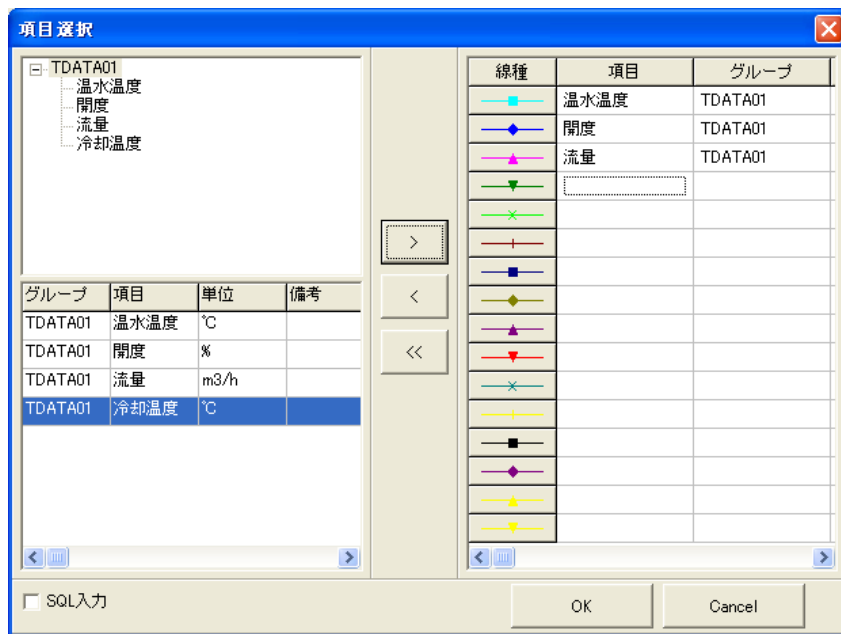 項目選択
TDATA01
温水温度
開度
流量
冷却温度
グループ 項目 単位 備考
TDATA01 温水温度 ℃
TDATA01 開度 %
TDATA01 流量 m3/h
TDATA01 冷却温度 ℃
>
<
<<
線種 項目 グループ
温水温度 TDATA01
開度 TDATA01
流量 TDATA01
SQL入力
OK
Cancel